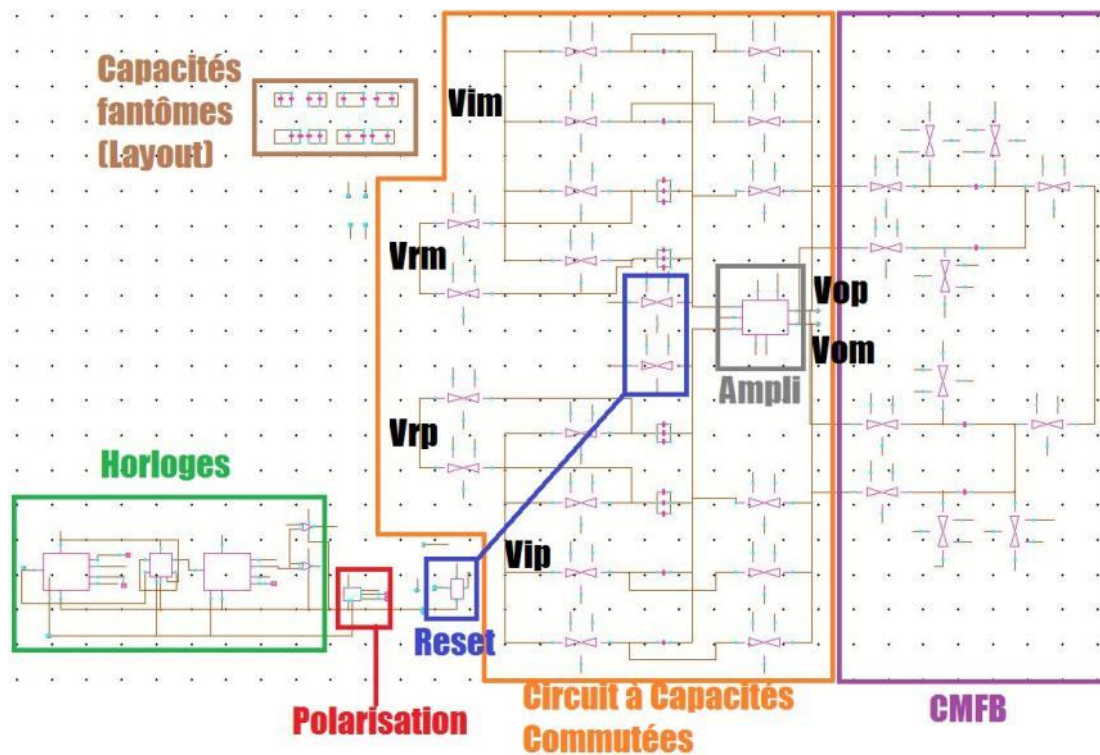 Capacités
fantômes
(Layout)
Vim
Vrm
Vop
Vom
Ampli
Vrp
Horloges
Vip
Reset
Polarisation
Circuit à Capacités
Commutées
CMFB